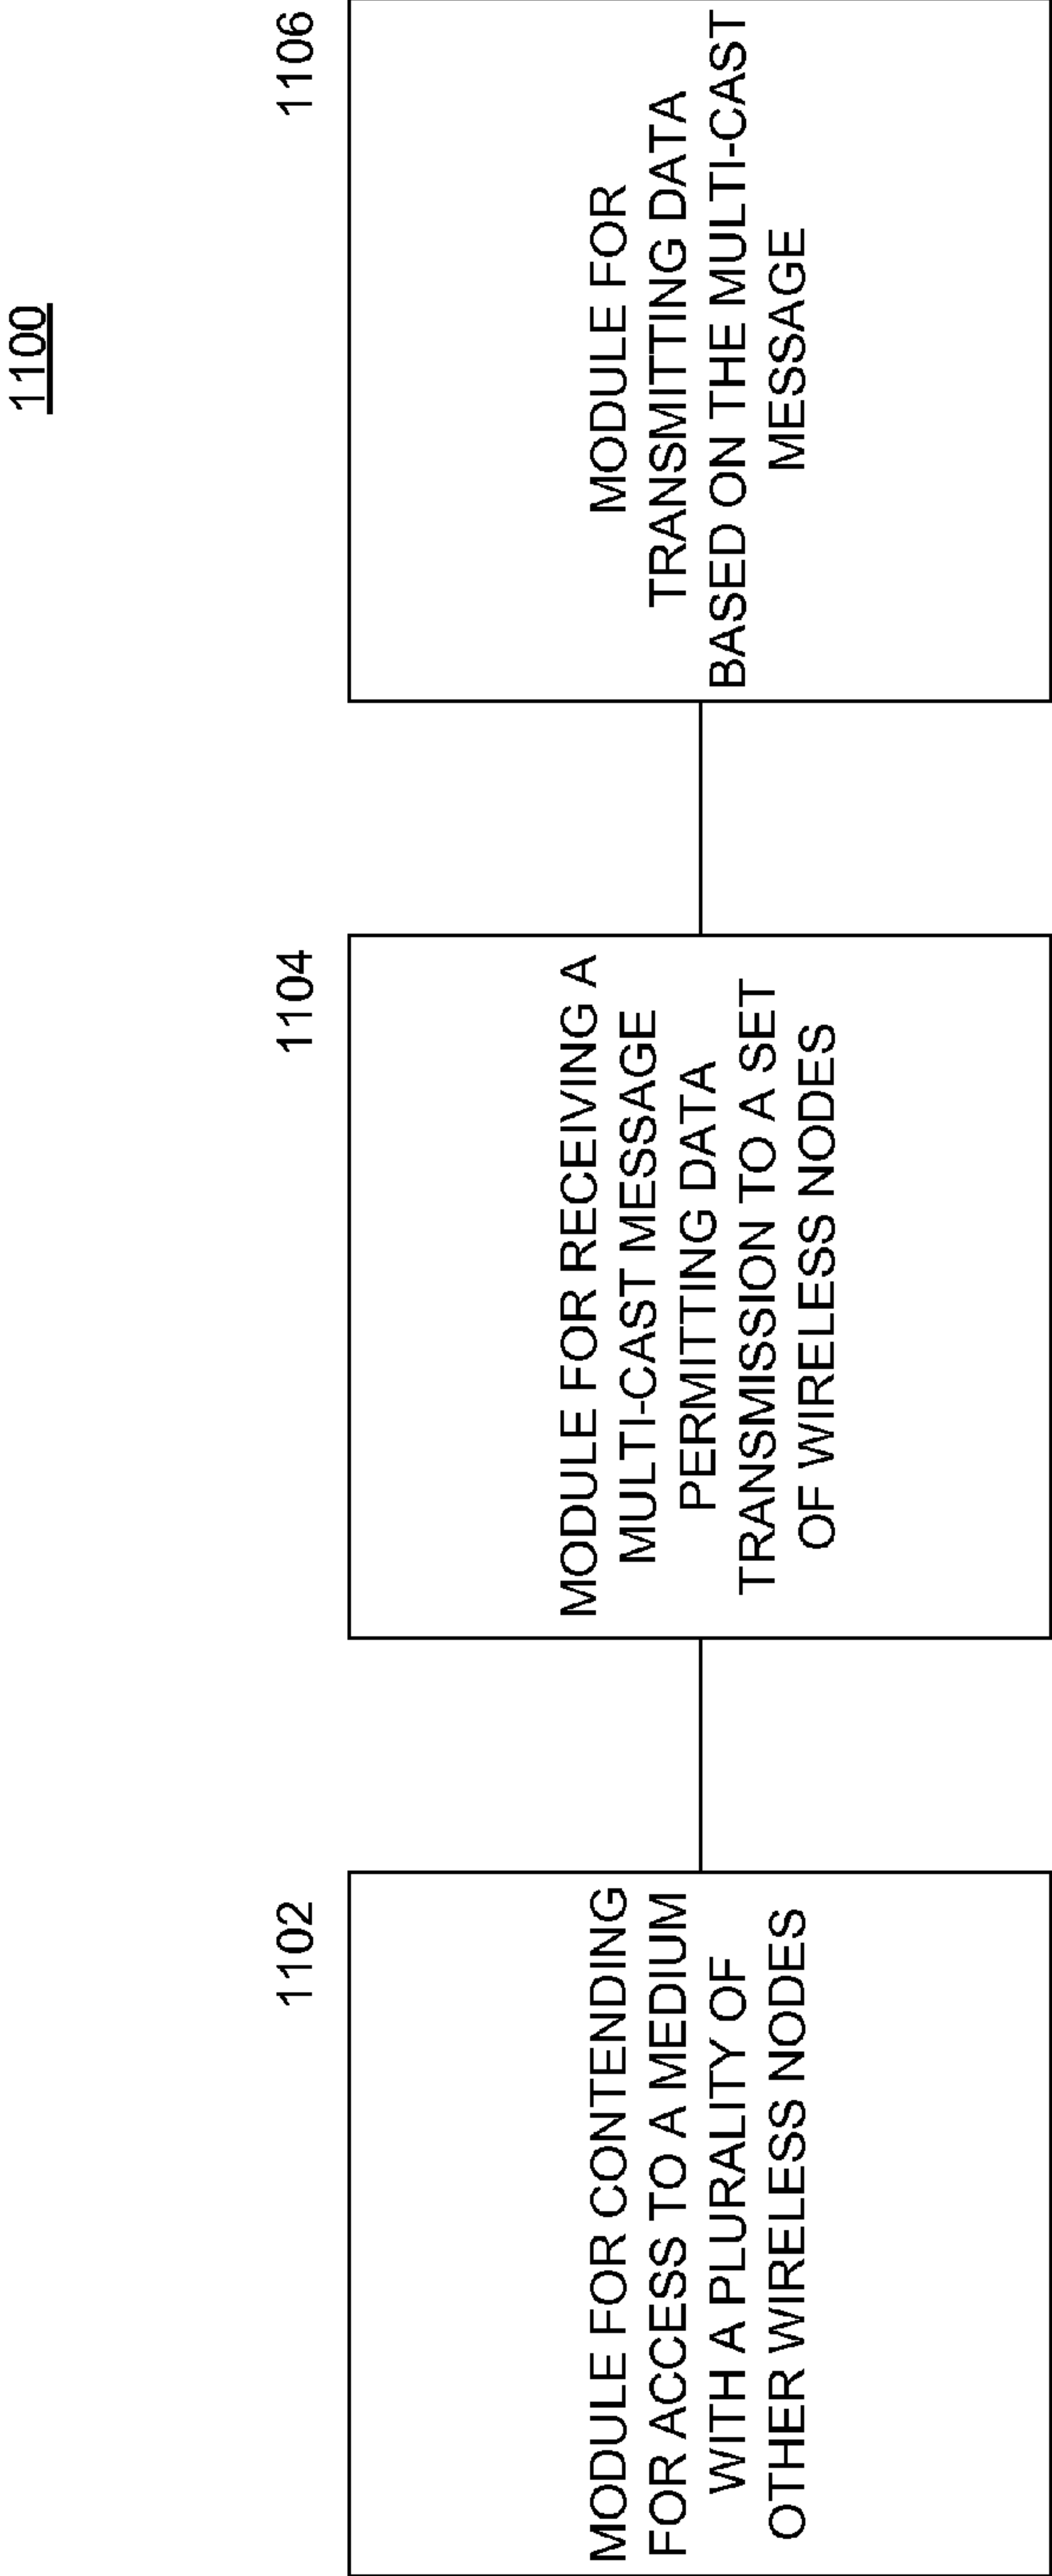 1100
1102
MODULE FOR CONTENDING
FOR ACCESS TO A MEDIUM
WITH A PLURALITY OF
OTHER WIRELESS NODES
1104
MODULE FOR RECEIVING A
MULTI-CAST MESSAGE
PERMITTING DATA
TRANSMISSION TO A SET
OF WIRELESS NODES
1106
MODULE FOR
TRANSMITTING DATA
BASED ON THE MULTI-CAST
MESSAGE